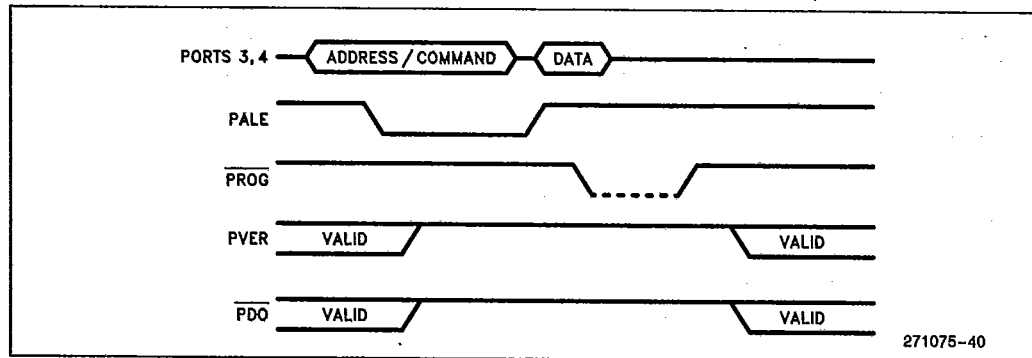 PORTS 3, 4 ADDRESS / COMMAND DATA
PALE
PROG
PVER VALID VALID
PDO VALID VALID
271075-40